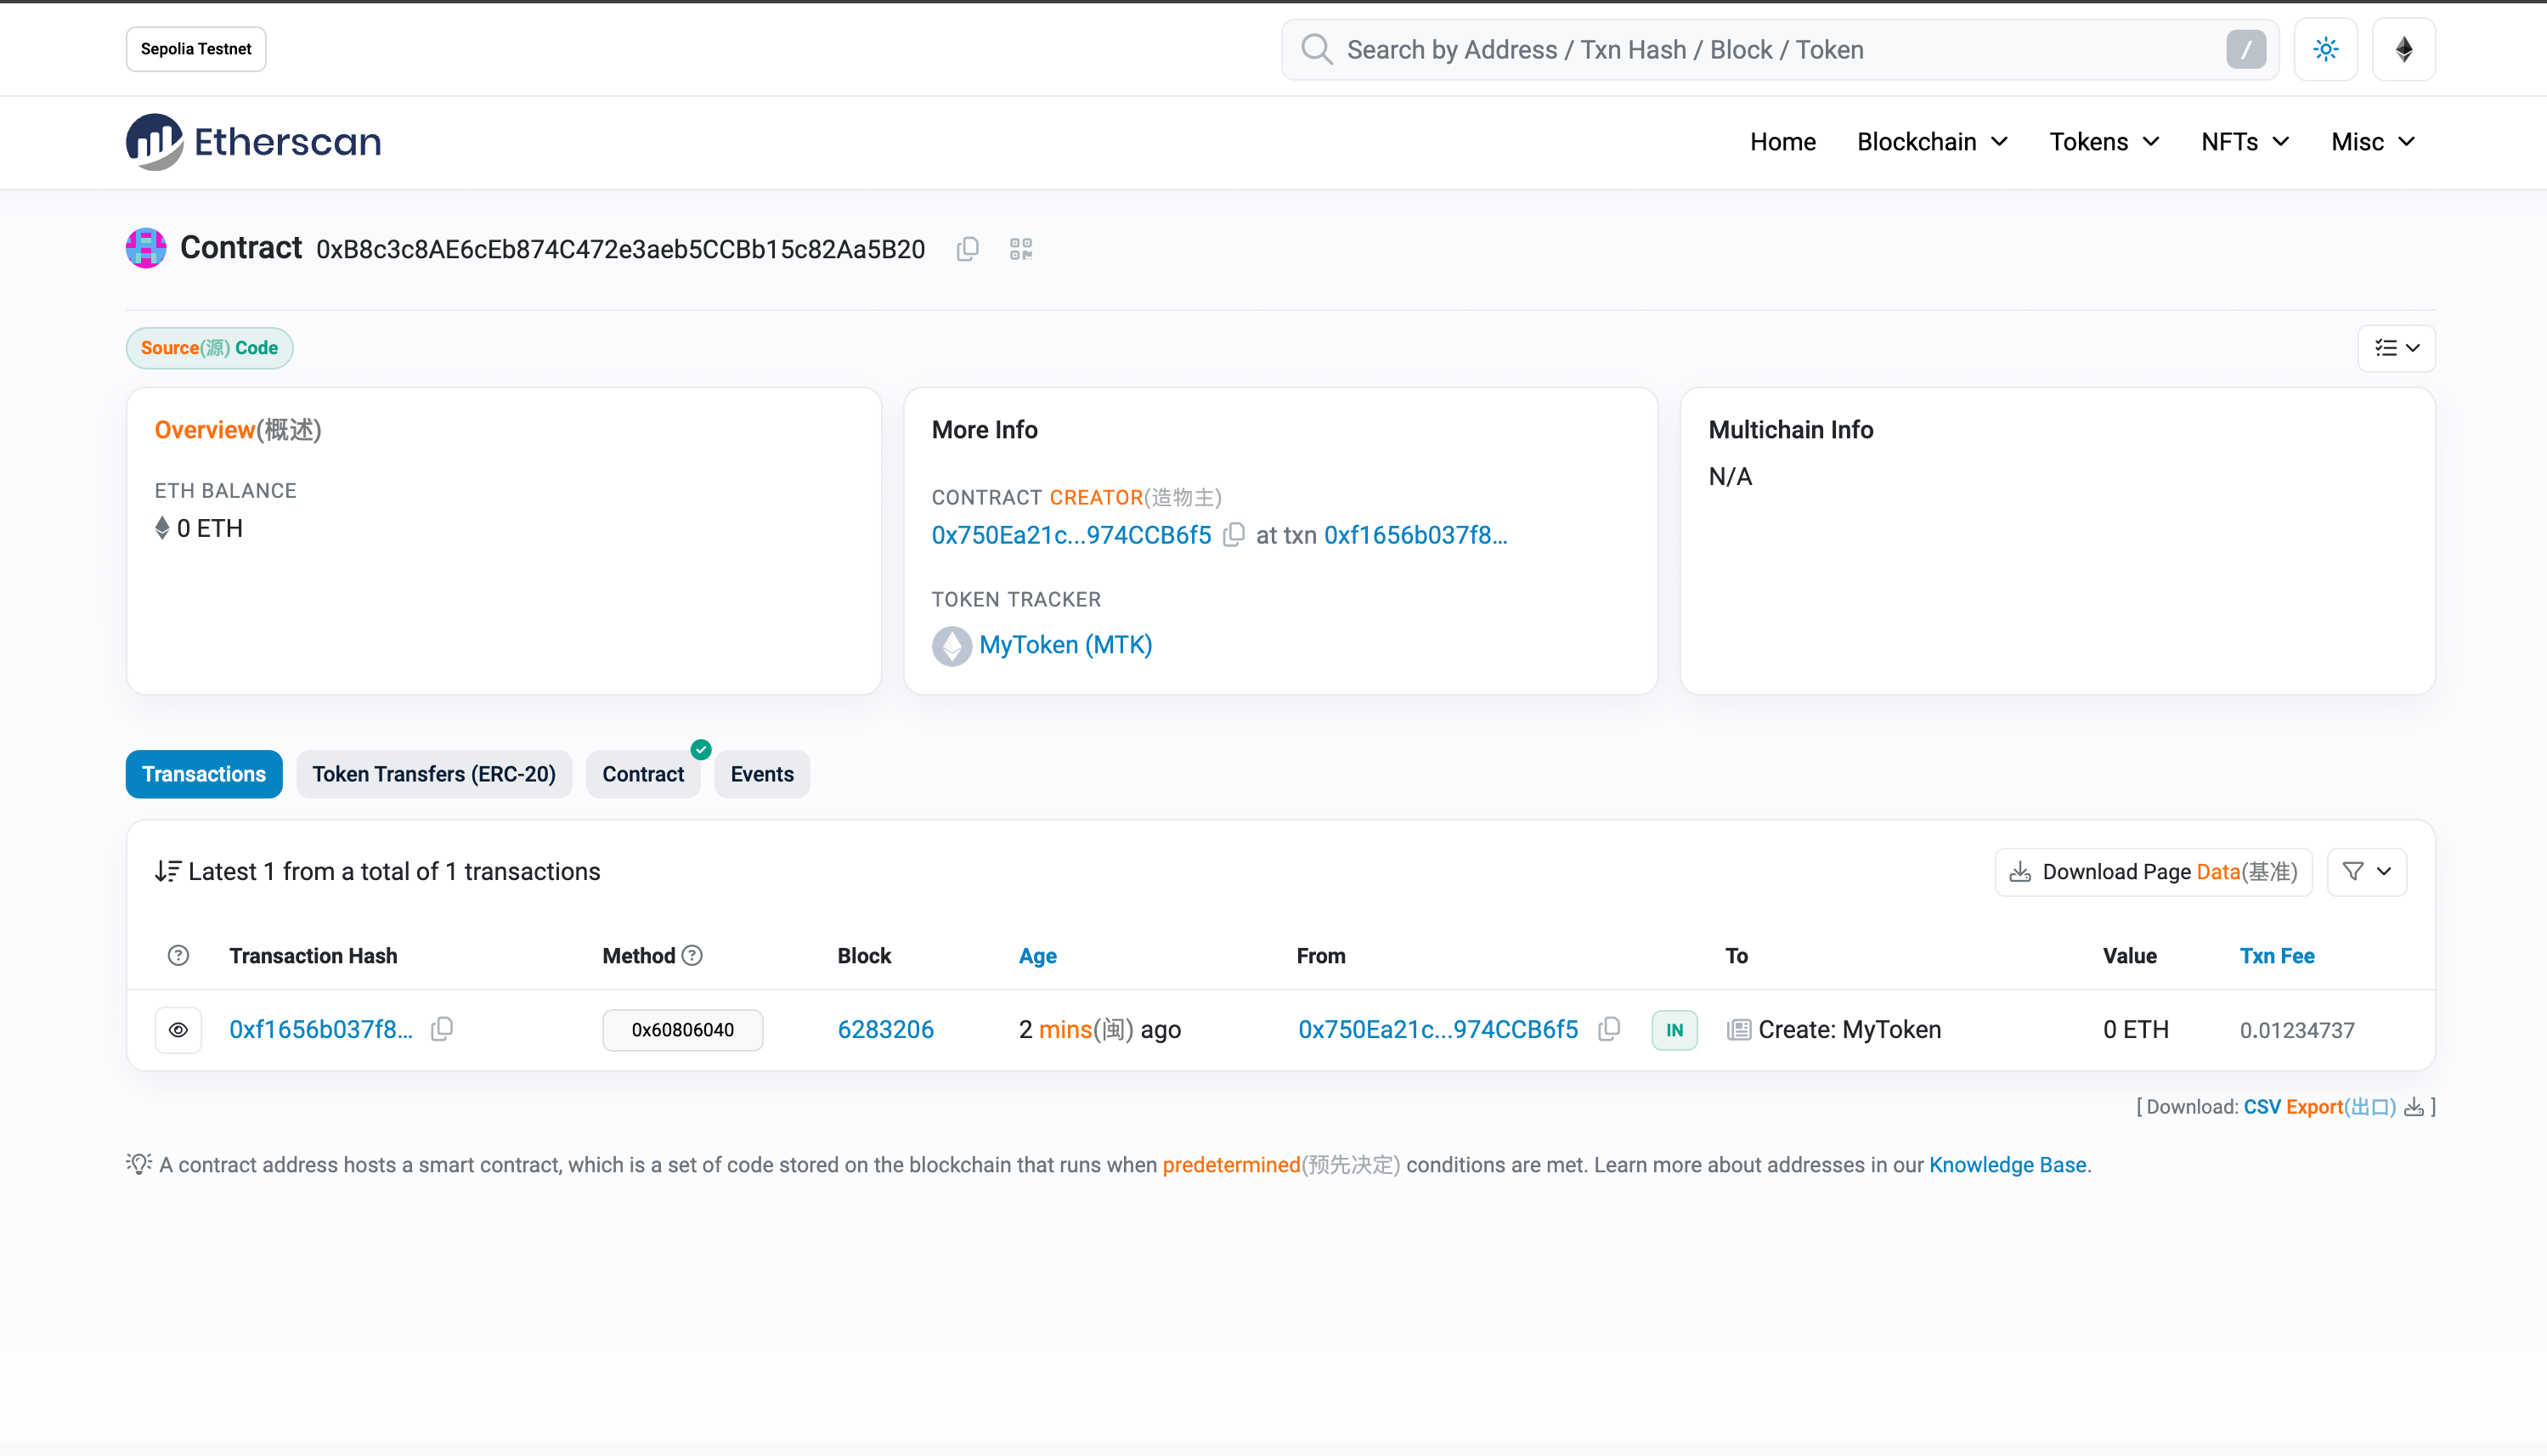 Sepolia Testnet
Search by Address / Txn Hash / Block / Token
/
Etherscan
Home Blockchain Tokens NFTs Misc
Contract 0xB8c3c8AE6cEb874C472e3aeb5CCBb15c82Aa5B20
Source(源) Code
Overview(概述)
ETH BALANCE
0 ETH
More Info
CONTRACT CREATOR(造物主)
0x750Ea21c...974CCB6f5 at txn 0xf1656b037f8...
TOKEN TRACKER
MyToken (MTK)
Multichain Info
N/A
Transactions Token Transfers (ERC-20) Contract Events
Latest 1 from a total of 1 transactions
Download Page Data(基准)
Transaction Hash Method Block Age From To Value Txn Fee
0xf1656b037f8... 0x60806040 6283206 2 mins(闽) ago 0x750Ea21c...974CCB6f5 IN Create: MyToken 0 ETH 0.01234737
[ Download: CSV Export(出口) ]
A contract address hosts a smart contract, which is a set of code stored on the blockchain that runs when predetermined(预先决定) conditions are met. Learn more about addresses in our Knowledge Base.